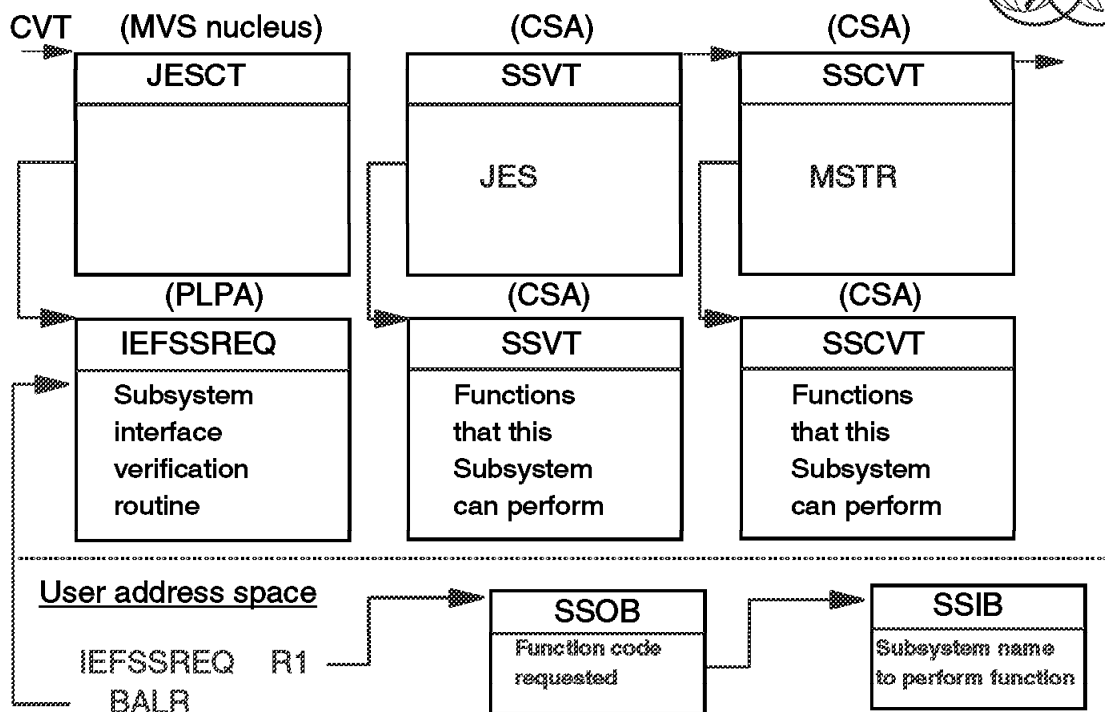 CVT (MVS nucleus) (CSA) (CSA)
JESCT SSVT SSCVT
JES MSTR
(PLPA) (CSA) (CSA)
IEFSSREQ
Subsystem
interface
verification
routine
SSVT
Functions
that this
Subsystem
can perform
SSCVT
Functions
that this
Subsystem
can perform
User address space
IEFSSREQ R1
BALR
SSOB
Function code
requested
SSIB
Subsystem name
to perform function